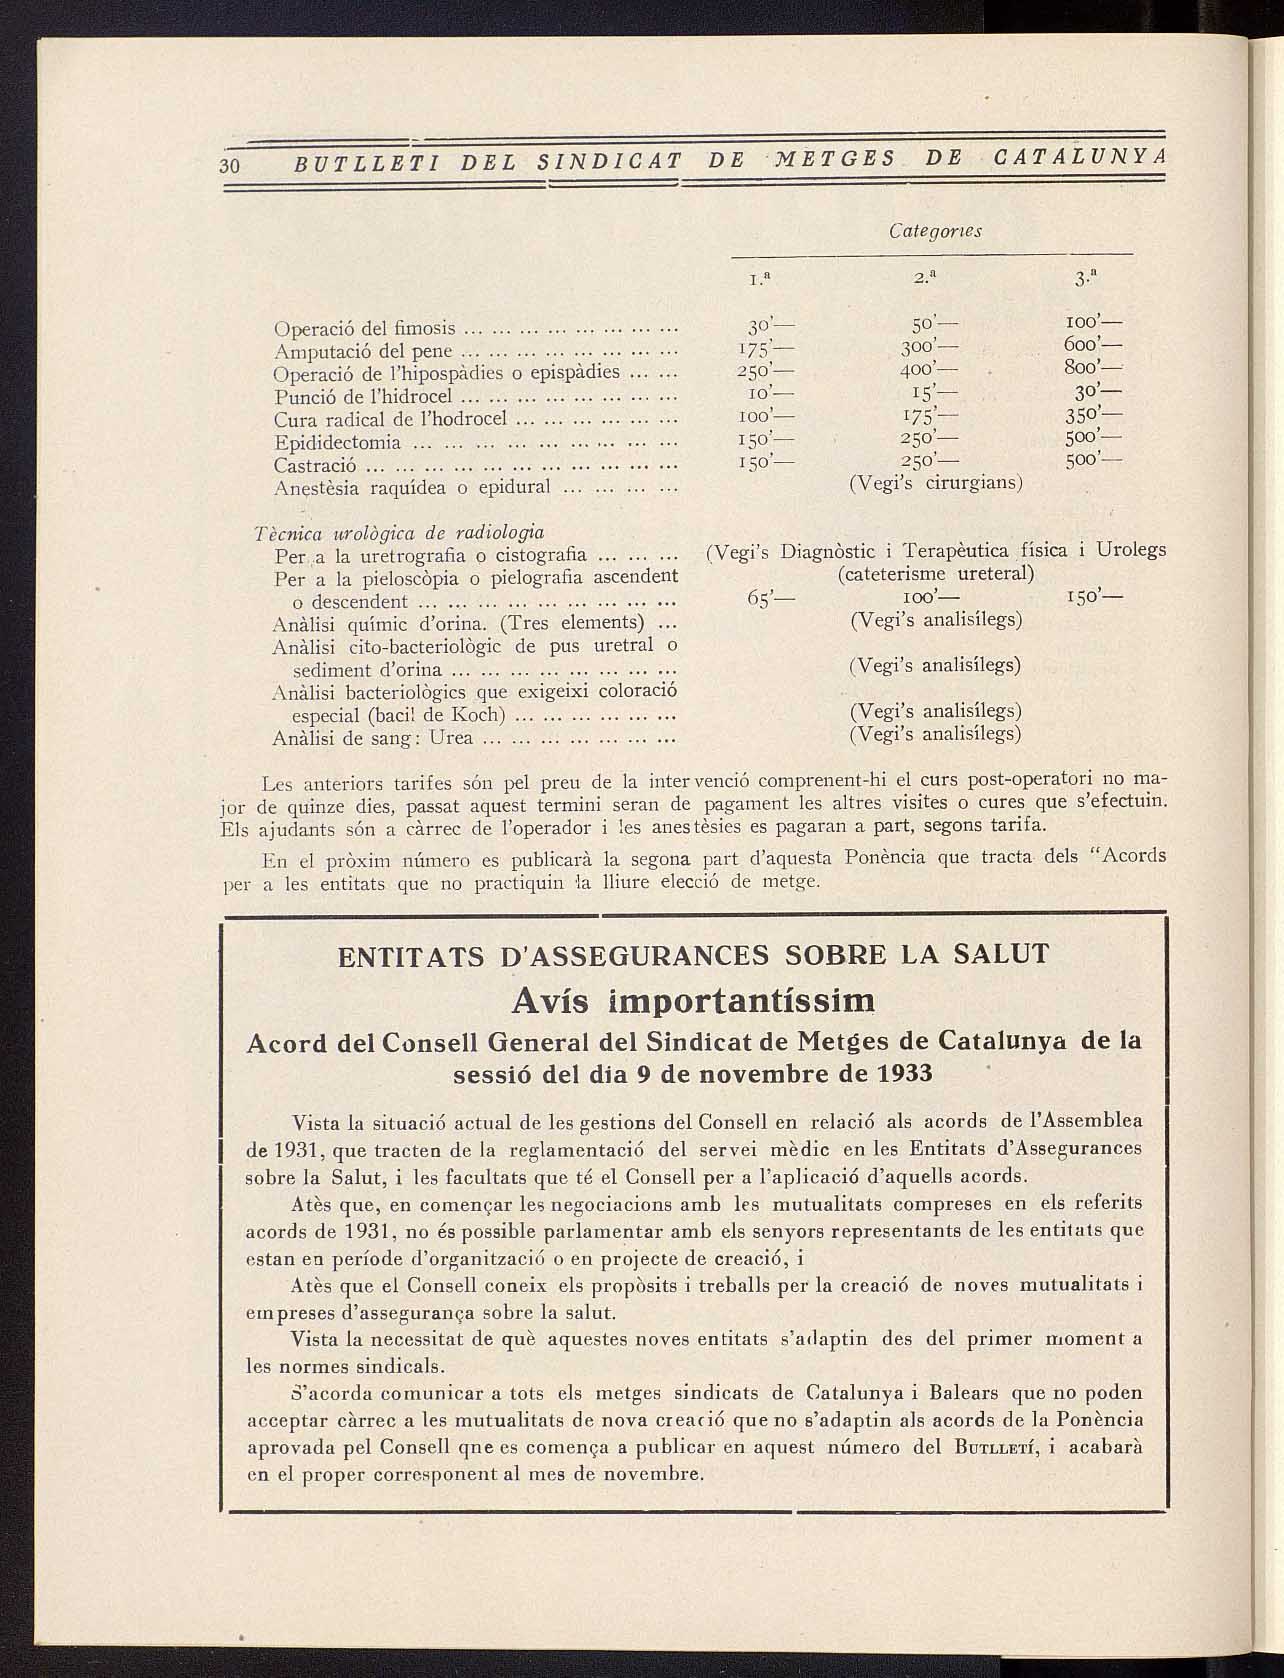 30 BUTLLETI DEL SINDICAT DE METGES DE CATALUNYA
Categories
1.ª 2.ª 3.ª
Operació del fimosis ... ... ... ... ... ... ... ... 30'— 50'— 100'—
Amputació del pene ... ... ... ... ... ... ... ... 175'— 300'— 600'—
Operació de l'hipospàdies o epispàdies ... ... 250'— 400'— 800'—
Punció de l'hidrocel ... ... ... ... ... ... ... ... 10'— 15'— 30'—
Cura radical de l'hodrocel ... ... ... ... ... ... 100'— 175'— 350'—
Epididectomia ... ... ... ... ... ... ... ... ... 150'— 250'— 500'—
Castració ... ... ... ... ... ... ... ... ... ... ... 150'— 250'— 500'—
Anestèsia raquídea o epidural ... ... ... ... (Vegi's cirurgians)
Tècnica urològica de radiologia
Per a la uretrografia o cistografia ... ... ... (Vegi's Diagnòstic i Terapèutica física i Urolegs
Per a la pieloscòpia o pielografia ascendent (cateterisme ureteral)
o descendent ... ... ... ... ... ... ... ... ... 65'— 100'— 150'—
Anàlisi químic d'orina. (Tres elements) ... (Vegi's analisílegs)
Anàlisi cito-bacteriològic de pus uretral o
sediment d'orina ... ... ... ... ... ... ... ... (Vegi's analisílegs)
Anàlisi bacteriològics que exigeixi coloració
especial (bacil de Koch) ... ... ... ... ... ... (Vegi's analisílegs)
Anàlisi de sang: Urea ... ... ... ... ... ... ... (Vegi's analisílegs)
Les anteriors tarifes són pel preu de la intervenció comprenent-hi el curs post-operatori no ma-
jor de quinze dies, passat aquest termini seran de pagament les altres visites o cures que s'efectuin.
Els ajudants són a càrrec de l'operador i les anestèsies es pagaran a part, segons tarifa.
En el pròxim número es publicarà la segona part d'aquesta Ponència que tracta dels "Acords
per a les entitats que no practiquin la lliure elecció de metge.
ENTITATS D'ASSEGURANCES SOBRE LA SALUT
Avís importantíssim
Acord del Consell General del Sindicat de Metges de Catalunya de la
sessió del dia 9 de novembre de 1933
Vista la situació actual de les gestions del Consell en relació als acords de l'Assemblea
de 1931, que tracten de la reglamentació del servei mèdic en les Entitats d'Assegurances
sobre la Salut, i les facultats que té el Consell per a l'aplicació d'aquells acords.
Atès que, en començar les negociacions amb les mutualitats compreses en els referits
acords de 1931, no és possible parlamentar amb els senyors representants de les entitats que
estan en període d'organització o en projecte de creació, i
Atès que el Consell coneix els propòsits i treballs per la creació de noves mutualitats i
empreses d'assegurança sobre la salut.
Vista la necessitat de què aquestes noves entitats s'adaptin des del primer moment a
les normes sindicals.
S'acorda comunicar a tots els metges sindicats de Catalunya i Balears que no poden
acceptar càrrec a les mutualitats de nova creació que no s'adaptin als acords de la Ponència
aprovada pel Consell qne es comença a publicar en aquest número del BUTLLETÍ, i acabarà
en el proper corresponent al mes de novembre.